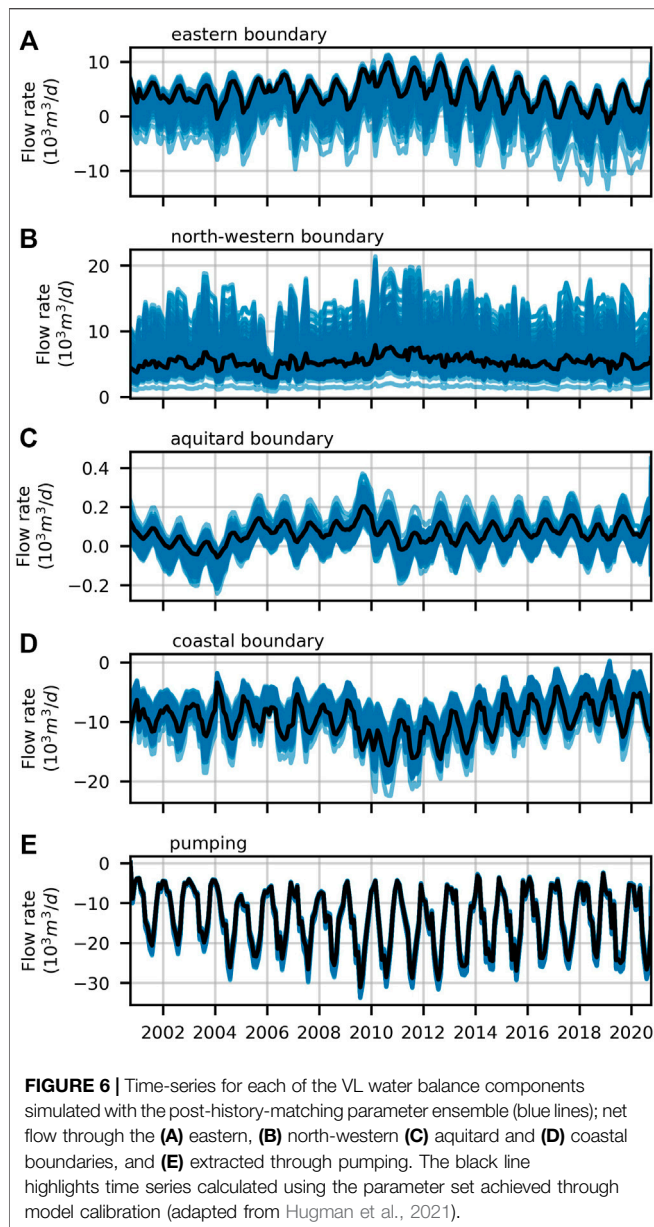 A
eastern boundary
Flow rate
(10³m³/d)
10
0
−10
B
north-western boundary
Flow rate
(10³m³/d)
20
10
0
C
aquitard boundary
Flow rate
(10³m³/d)
0.4
0.2
0.0
−0.2
D
coastal boundary
Flow rate
(10³m³/d)
0
−10
−20
E
pumping
Flow rate
(10³m³/d)
0
−10
−20
−30
2002 2004 2006 2008 2010 2012 2014 2016 2018 2020
FIGURE 6 | Time-series for each of the VL water balance components
simulated with the post-history-matching parameter ensemble (blue lines); net
flow through the (A) eastern, (B) north-western (C) aquitard and (D) coastal
boundaries, and (E) extracted through pumping. The black line
highlights time series calculated using the parameter set achieved through
model calibration (adapted from Hugman et al., 2021).